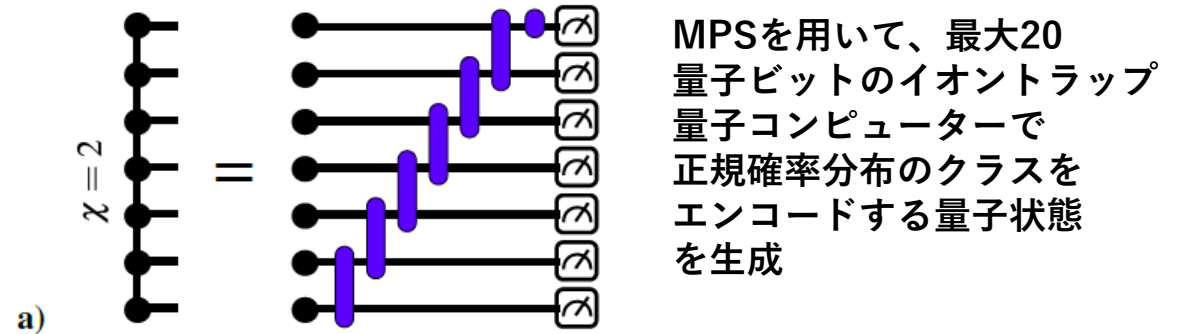 MPSを用いて、最大20
量子ビットのイオントラップ
量子コンピューターで
正規確率分布のクラスを
エンコードする量子状態
を生成
χ = 2
=
a)